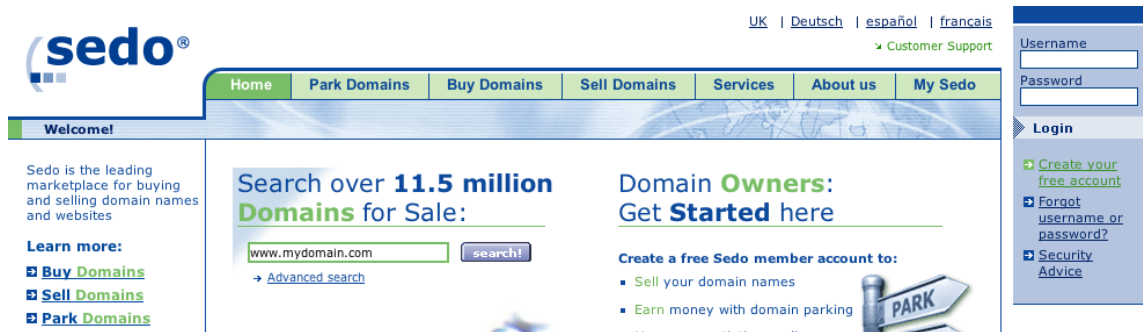 UK | Deutsch | español | français
Customer Support
sedo®
Home Park Domains Buy Domains Sell Domains Services About us My Sedo
Welcome!
Sedo is the leading
marketplace for buying
and selling domain names
and websites
Learn more:
Buy Domains
Sell Domains
Park Domains
Search over 11.5 million
Domains for Sale:
www.mydomain.com search!
Advanced search
Domain Owners:
Get Started here
Create a free Sedo member account to:
Sell your domain names
Earn money with domain parking
PARK
Username
Password
Login
Create your
free account
Forgot
username or
password?
Security
Advice